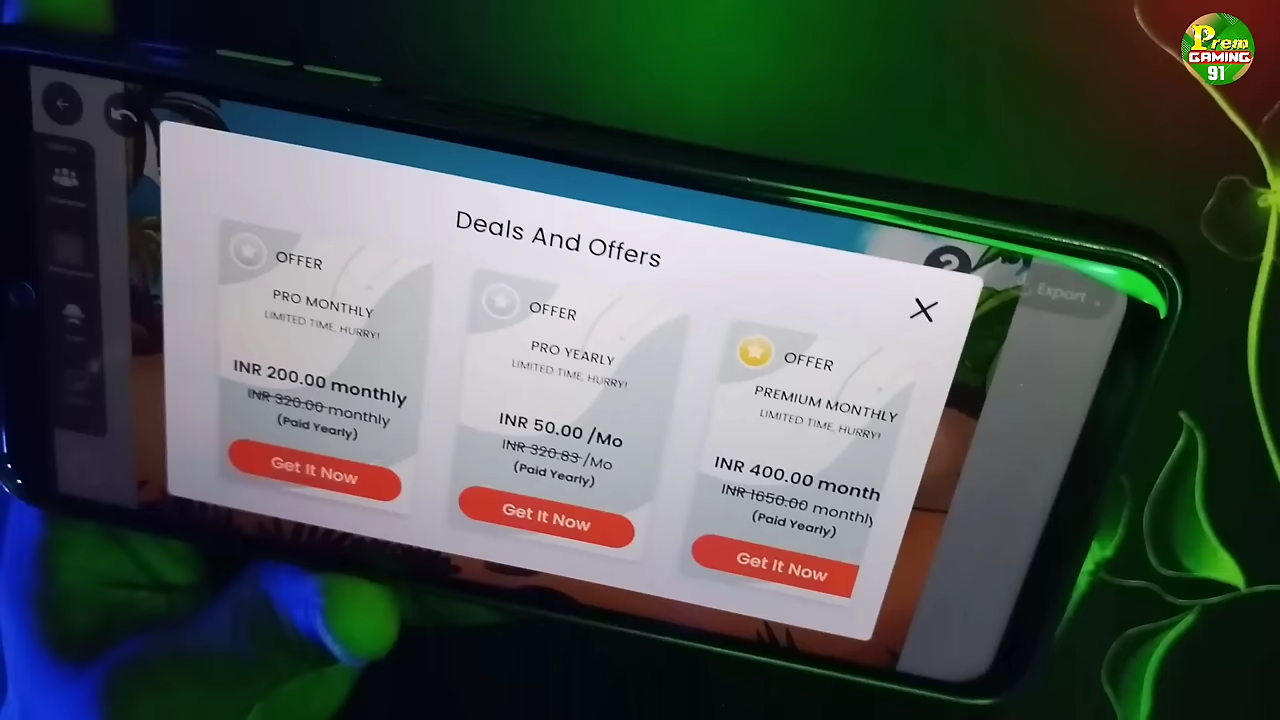 Prem
GAMING
91
Deals And Offers
OFFER
PRO MONTHLY
LIMITED TIME, HURRY!
INR 200.00 monthly
INR 320.00 monthly
(Paid Yearly)
Get It Now
OFFER
PRO YEARLY
LIMITED TIME, HURRY!
INR 50.00 /Mo
INR 320.83 /Mo
(Paid Yearly)
Get It Now
OFFER
PREMIUM MONTHLY
LIMITED TIME, HURRY!
INR 400.00 month
INR 1650.00 monthly
(Paid Yearly)
Get It Now
?
Export